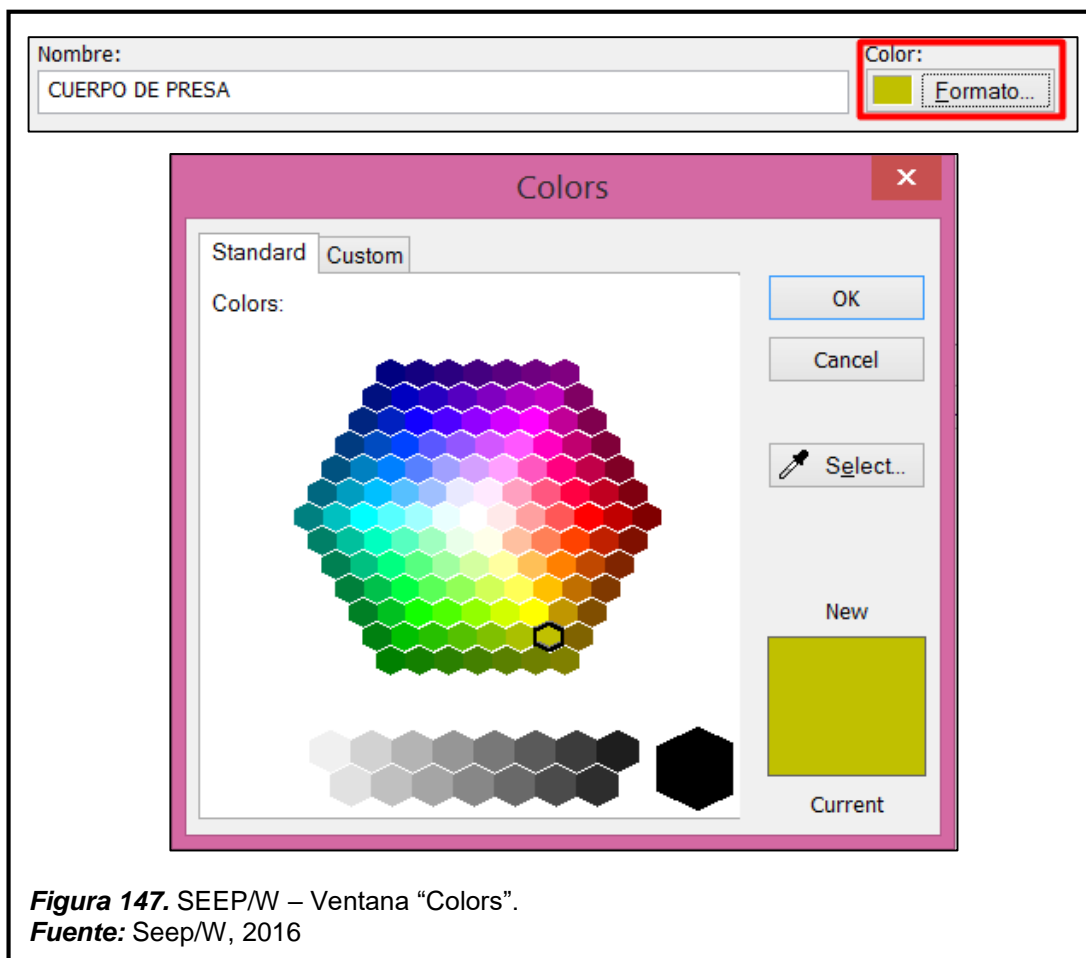 Nombre:
Color:
CUERPO DE PRESA
Formato...
Colors
Standard
Custom
Colors:
OK
Cancel
Select...
New
Current
Figura 147. SEEP/W – Ventana “Colors”.
Fuente: Seep/W, 2016